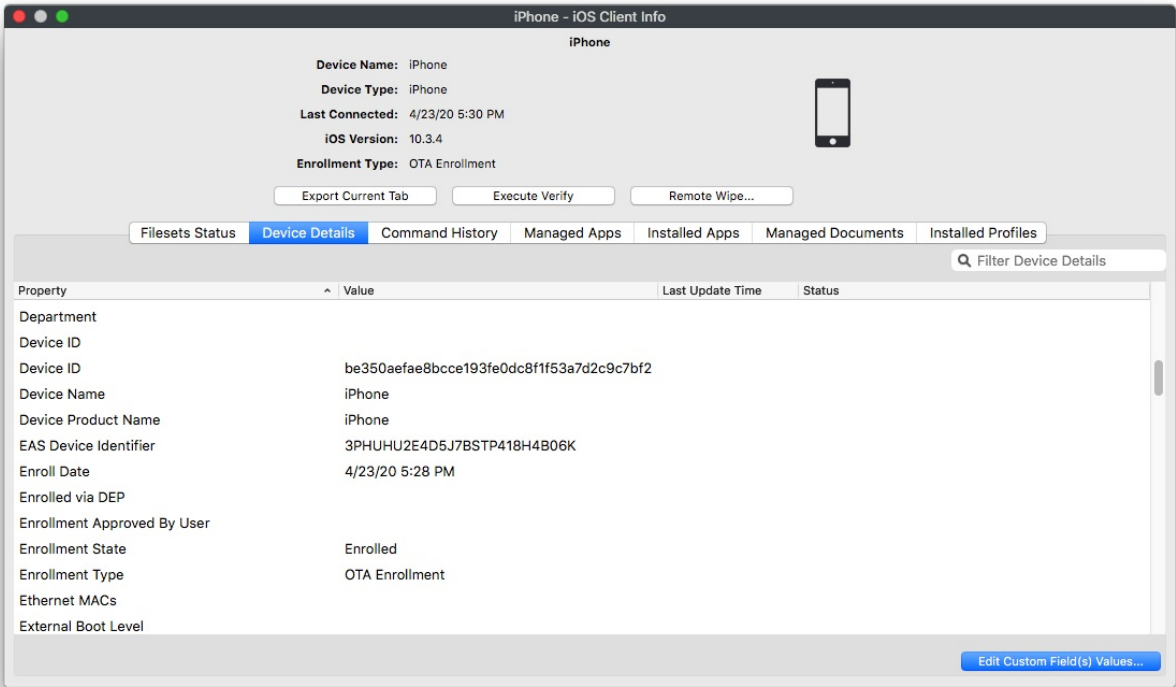 iPhone - iOS Client Info
iPhone
Device Name: iPhone
Device Type: iPhone
Last Connected: 4/23/20 5:30 PM
iOS Version: 10.3.4
Enrollment Type: OTA Enrollment
Export Current Tab Execute Verify Remote Wipe...
Filesets Status Device Details Command History Managed Apps Installed Apps Managed Documents Installed Profiles
Filter Device Details
Property Value Last Update Time Status
Department
Device ID
Device ID be350aefae8bcce193fe0dc8f1f53a7d2c9c7bf2
Device Name iPhone
Device Product Name iPhone
EAS Device Identifier 3PHUHU2E4D5J7BSTP418H4B06K
Enroll Date 4/23/20 5:28 PM
Enrolled via DEP
Enrollment Approved By User
Enrollment State Enrolled
Enrollment Type OTA Enrollment
Ethernet MACs
External Boot Level
Edit Custom Field(s) Values...